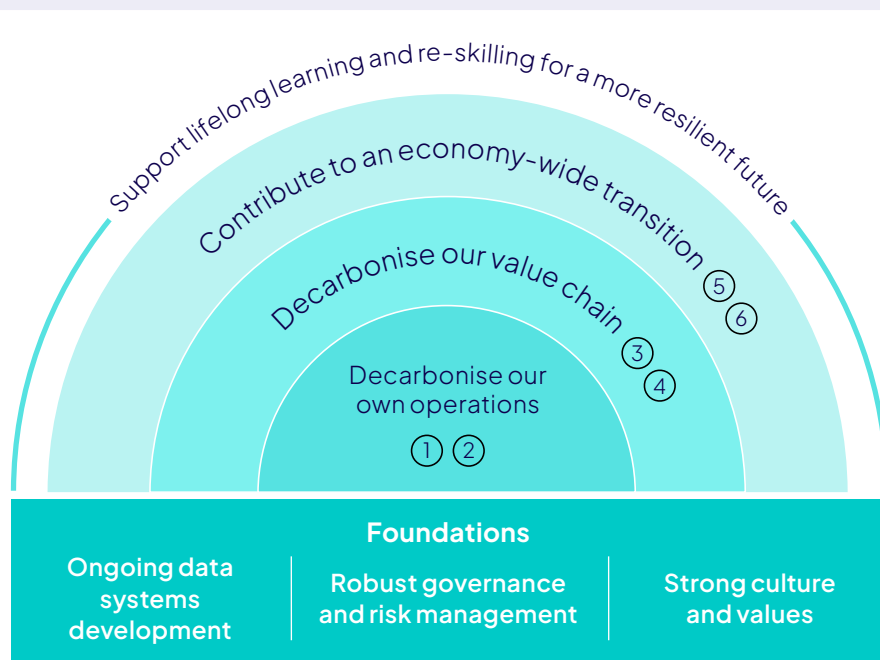 Support lifelong learning and re-skilling for a more resilient future
Contribute to an economy-wide transition
5
6
Decarbonise our value chain
3
4
Decarbonise our
own operations
1 2
Foundations
Ongoing data
systems
development
Robust governance
and risk management
Strong culture
and values